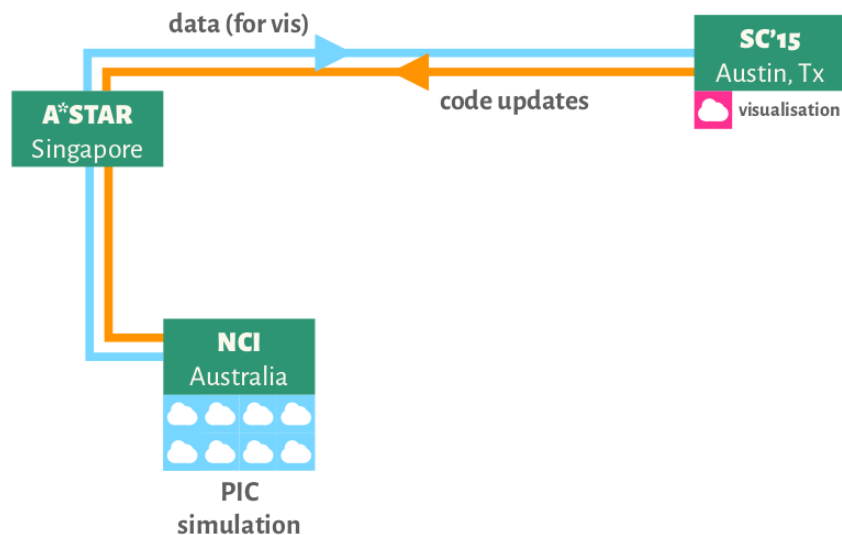 data (for vis)
SC'15
Austin, Tx
code updates
visualisation
A*STAR
Singapore
NCI
Australia
PIC
simulation